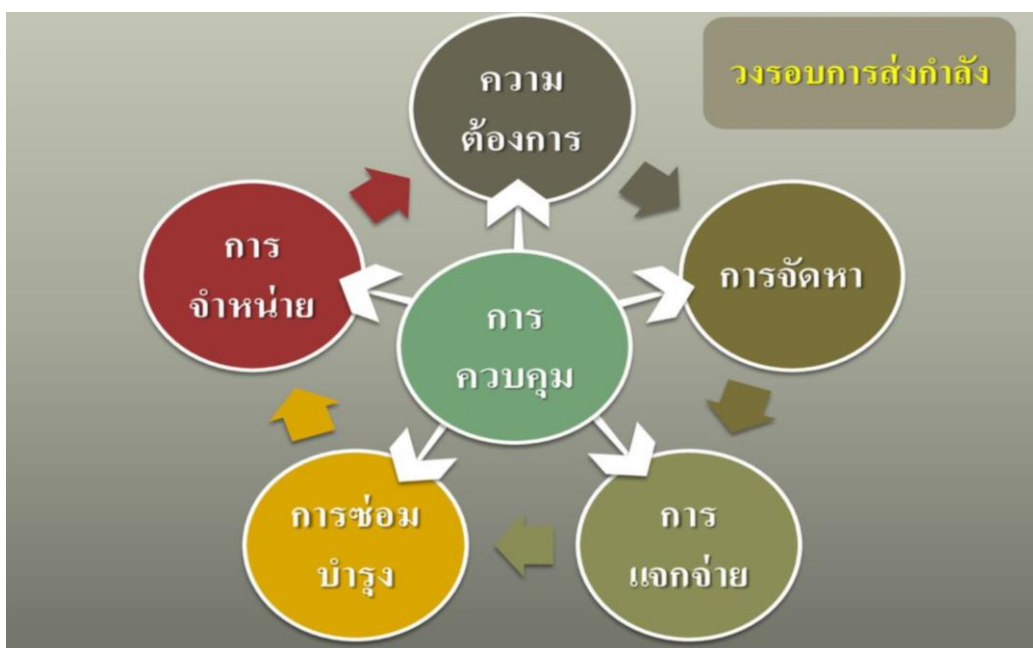 วงรอบการส่งกำลัง
ความ
ต้องการ
การจัดหา
การ
แจกจ่าย
การซ่อม
บำรุง
การ
จำหน่าย
การ
ควบคุม